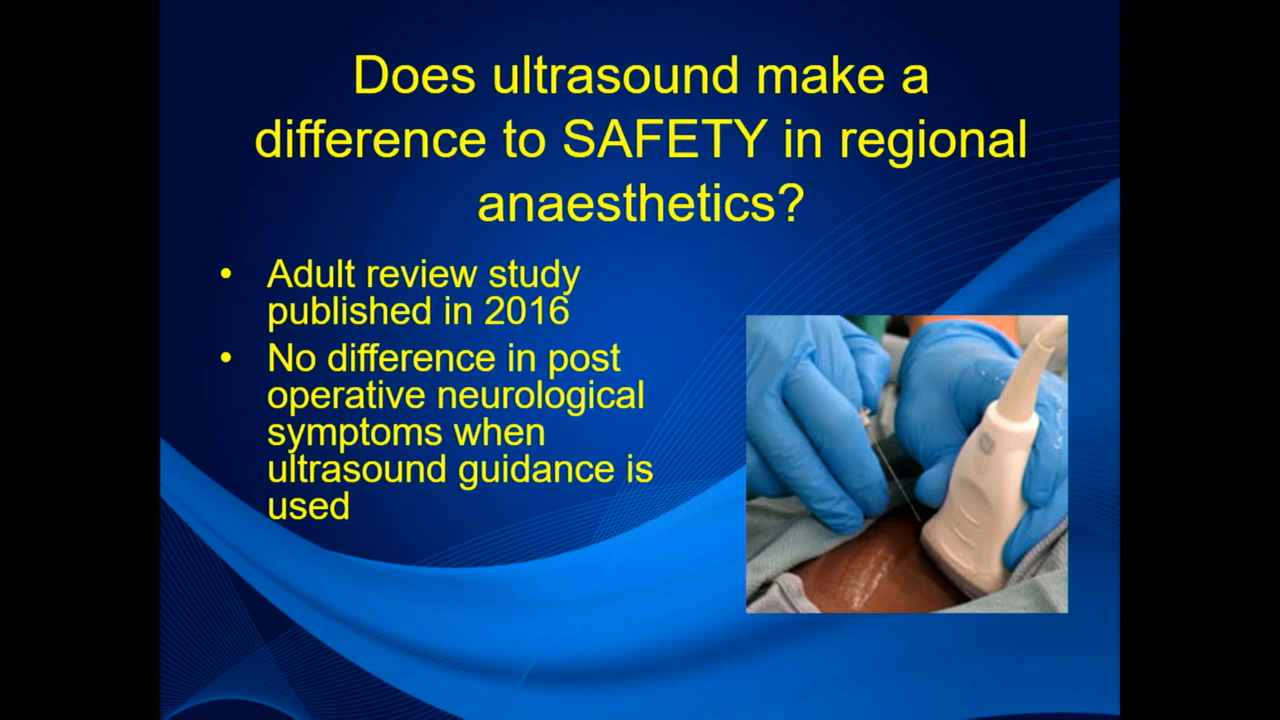 Does ultrasound make a
difference to SAFETY in regional
anaesthetics?
• Adult review study
published in 2016
• No difference in post
operative neurological
symptoms when
ultrasound guidance is
used